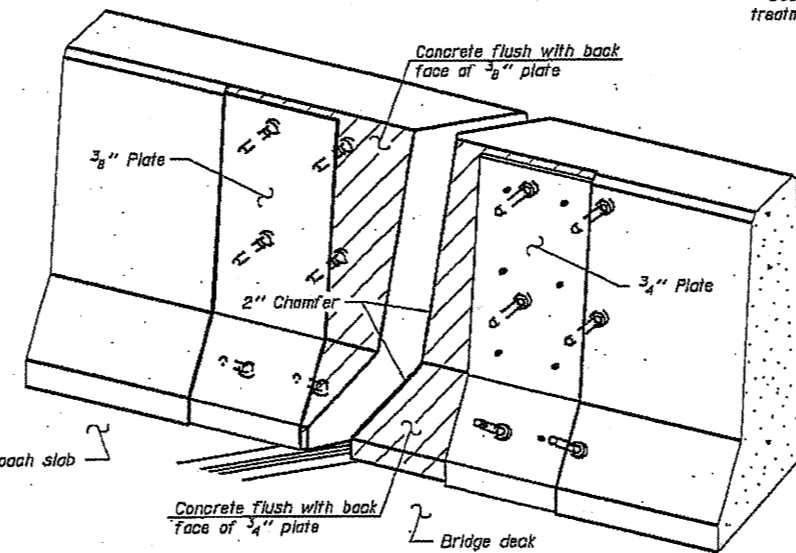 treatm
Concrete flush with back
face of 3/8" plate
3/8" Plate
3/4" Plate
2" Chamfer
oach slab
Concrete flush with back
face of 3/4" plate
Bridge deck